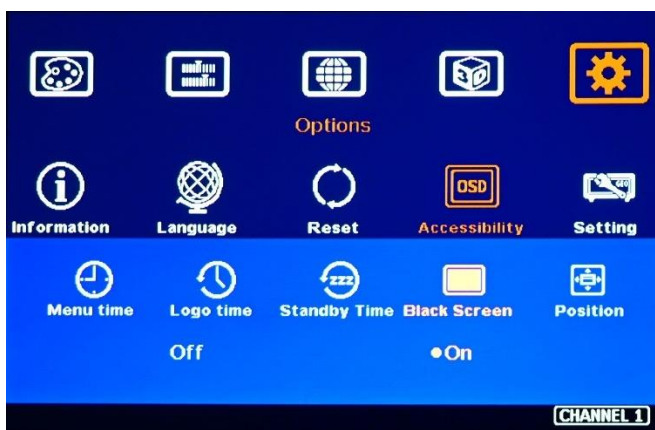 3D
Options
OSD
Information Language Reset Accessibility Setting
zzz
Menu time Logo time Standby Time Black Screen Position
Off On
CHANNEL 1